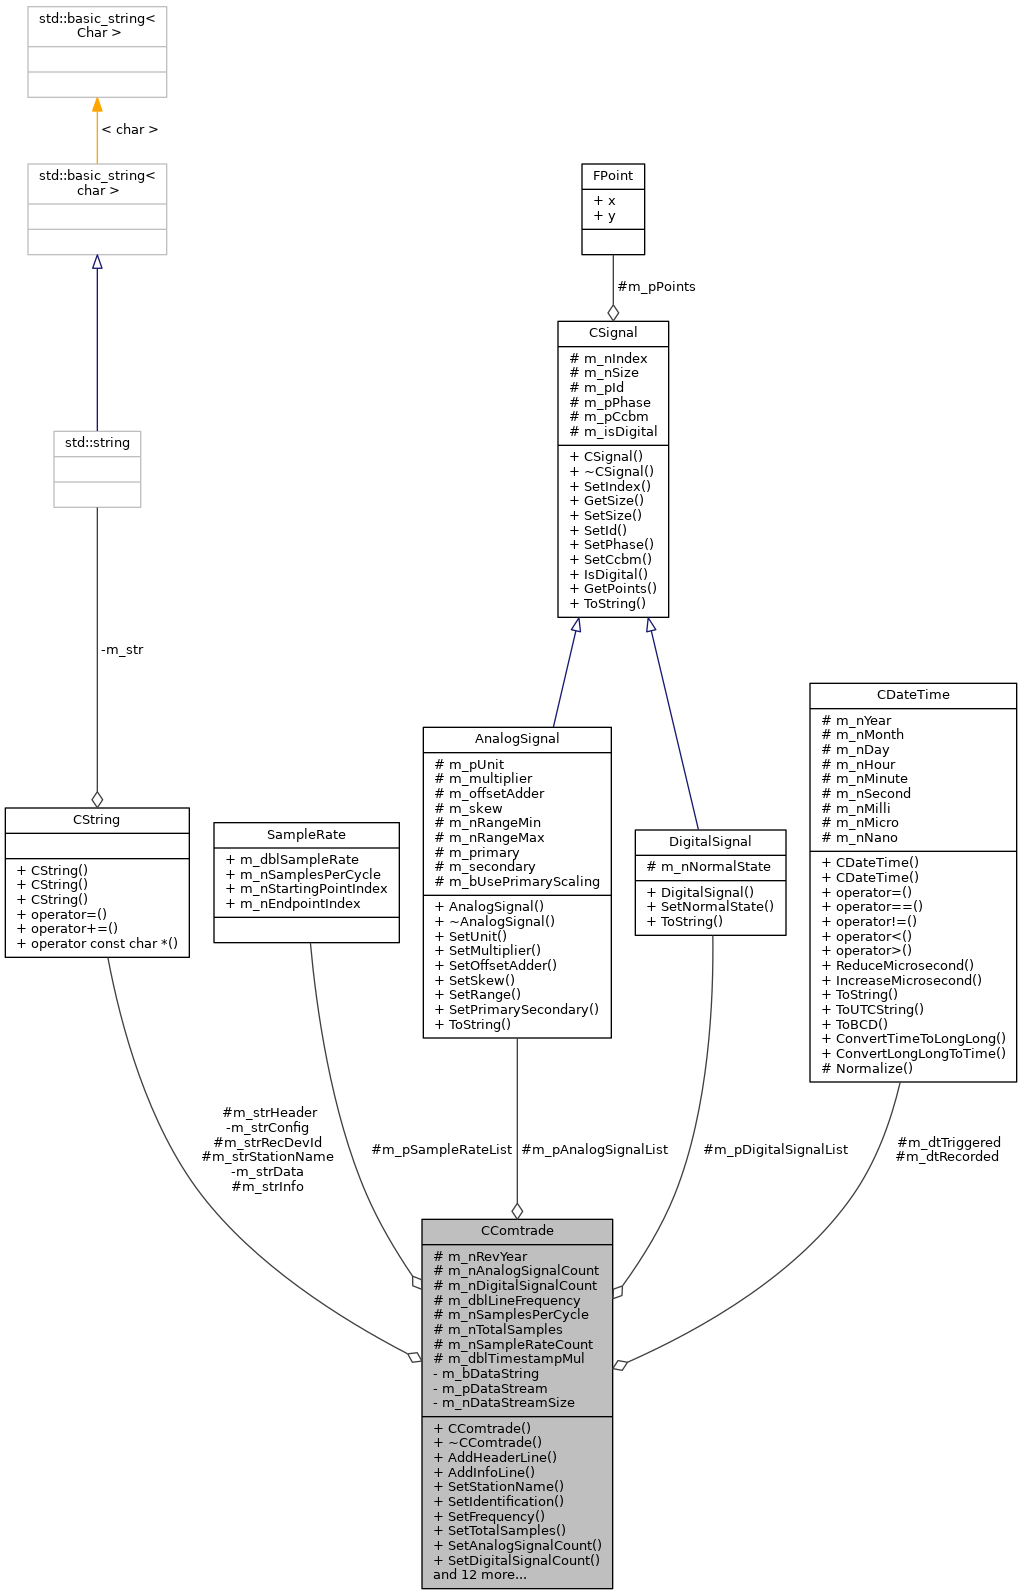 std::basic_string<
Char >
< char >
std::basic_string<
char >
std::string
-m_str
CString
+ CString()
+ CString()
+ CString()
+ operator=()
+ operator+=()
+ operator const char *()
SampleRate
+ m_dblSampleRate
+ m_nSamplesPerCycle
+ m_nStartingPointIndex
+ m_nEndpointIndex
FPoint
+ x
+ y
#m_pPoints
CSignal
# m_nIndex
# m_nSize
# m_pId
# m_pPhase
# m_pCcbm
# m_isDigital
+ CSignal()
+ ~CSignal()
+ SetIndex()
+ GetSize()
+ SetSize()
+ SetId()
+ SetPhase()
+ SetCcbm()
+ IsDigital()
+ GetPoints()
+ ToString()
AnalogSignal
# m_pUnit
# m_multiplier
# m_offsetAdder
# m_skew
# m_nRangeMin
# m_nRangeMax
# m_primary
# m_secondary
# m_bUsePrimaryScaling
+ AnalogSignal()
+ ~AnalogSignal()
+ SetUnit()
+ SetMultiplier()
+ SetOffsetAdder()
+ SetSkew()
+ SetRange()
+ SetPrimarySecondary()
+ ToString()
DigitalSignal
# m_nNormalState
+ DigitalSignal()
+ SetNormalState()
+ ToString()
CDateTime
# m_nYear
# m_nMonth
# m_nDay
# m_nHour
# m_nMinute
# m_nSecond
# m_nMilli
# m_nMicro
# m_nNano
+ CDateTime()
+ CDateTime()
+ operator=()
+ operator==()
+ operator!=()
+ operator<()
+ operator>()
+ ReduceMicrosecond()
+ IncreaseMicrosecond()
+ ToString()
+ ToUTCString()
+ ToBCD()
+ ConvertTimeToLongLong()
+ ConvertLongLongToTime()
# Normalize()
#m_strHeader
-m_strConfig
#m_strRecDevId
#m_strStationName
-m_strData
#m_strInfo
#m_pSampleRateList
#m_pAnalogSignalList
#m_pDigitalSignalList
#m_dtTriggered
#m_dtRecorded
CComtrade
# m_nRevYear
# m_nAnalogSignalCount
# m_nDigitalSignalCount
# m_dblLineFrequency
# m_nSamplesPerCycle
# m_nTotalSamples
# m_nSampleRateCount
# m_dblTimestampMul
- m_bDataString
- m_pDataStream
- m_nDataStreamSize
+ CComtrade()
+ ~CComtrade()
+ AddHeaderLine()
+ AddInfoLine()
+ SetStationName()
+ SetIdentification()
+ SetFrequency()
+ SetTotalSamples()
+ SetAnalogSignalCount()
+ SetDigitalSignalCount()
and 12 more...